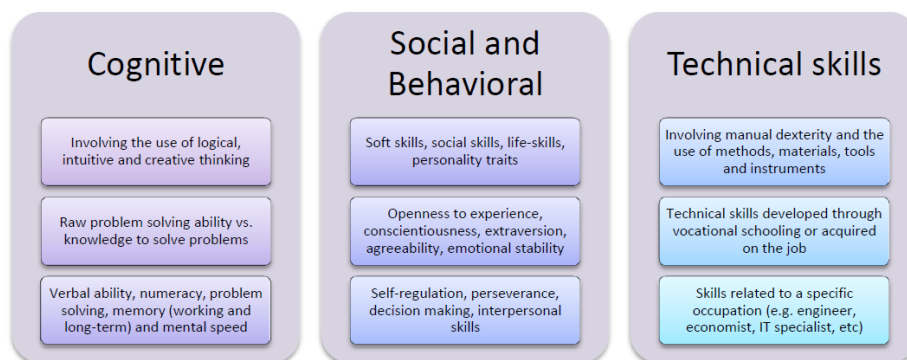 Cognitive
Involving the use of logical,
intuitive and creative thinking
Raw problem solving ability vs.
knowledge to solve problems
Verbal ability, numeracy, problem
solving, memory (working and
long-term) and mental speed
Social and
Behavioral
Soft skills, social skills, life-skills,
personality traits
Openness to experience,
conscientiousness, extraversion,
agreeability, emotional stability
Self-regulation, perseverance,
decision making, interpersonal
skills
Technical skills
Involving manual dexterity and the
use of methods, materials, tools
and instruments
Technical skills developed through
vocational schooling or acquired
on the job
Skills related to a specific
occupation (e.g. engineer,
economist, IT specialist, etc)